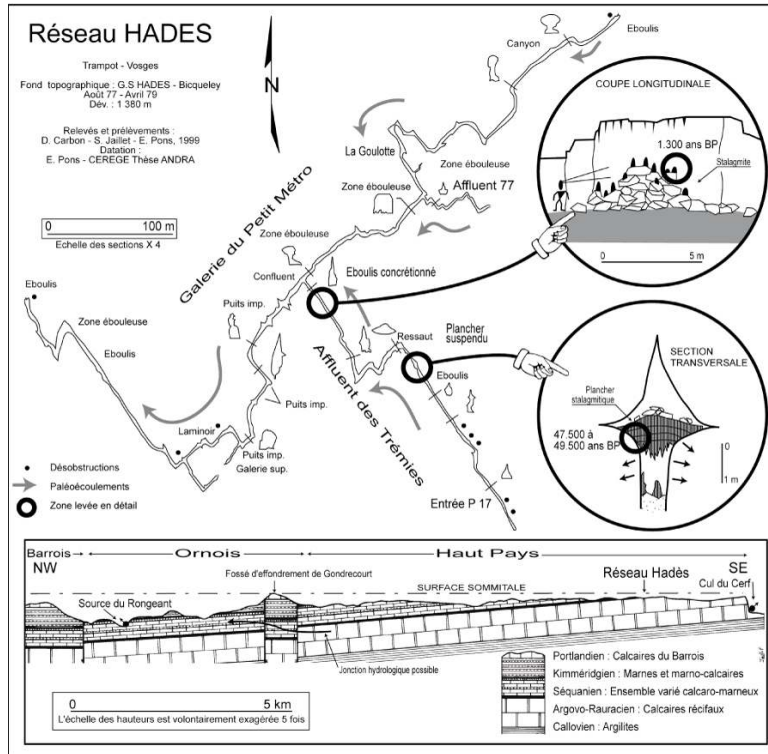 Réseau HADES
Trampot - Vosges
Fond topographique : G.S HADES - Bicqueley
Août 77 - Avril 79
Dév. : 1 380 m
Relevés et prélèvements :
D. Carbon - S. Jaillet - E. Pons, 1999
Datation :
E. Pons - CEREGE Thèse ANDRA
0 100 m
Echelle des sections X 4
N
Eboulis
Canyon
La Goulotte
Zone ébouleuse
Zone ébouleuse
Affluent 77
Zone ébouleuse
Galerie du Petit Métro
Confluent
Eboulis concrétionné
Puits imp.
Eboulis
Zone ébouleuse
Eboulis
Plancher
suspendu
Ressaut
Eboulis
Affluent des Trémies
Puits imp.
Laminoir
Puits imp.
Galerie sup.
Entrée P 17
COUPE LONGITUDINALE
1.300 ans BP
Stalagmite
0 5 m
SECTION
TRANSVERSALE
Plancher
stalagmitique
47.500 à
49.500 ans BP
0
1 m
Désobstructions
Paléoécoulements
Zone levée en détail
Barrois
NW
Ornois
Haut Pays
SE
Fossé d'effondrement de Gondrecourt
SURFACE SOMMITALE
Réseau Hadès
Cul du Cerf
Source du Rongeant
Jonction hydrologique possible
0 5 km
L'échelle des hauteurs est volontairement exagérée 5 fois
Portlandien : Calcaires du Barrois
Kimméridgien : Marnes et marno-calcaires
Séquanien : Ensemble varié calcaro-marneux
Argovo-Rauracien : Calcaires récifaux
Callovien : Argilites